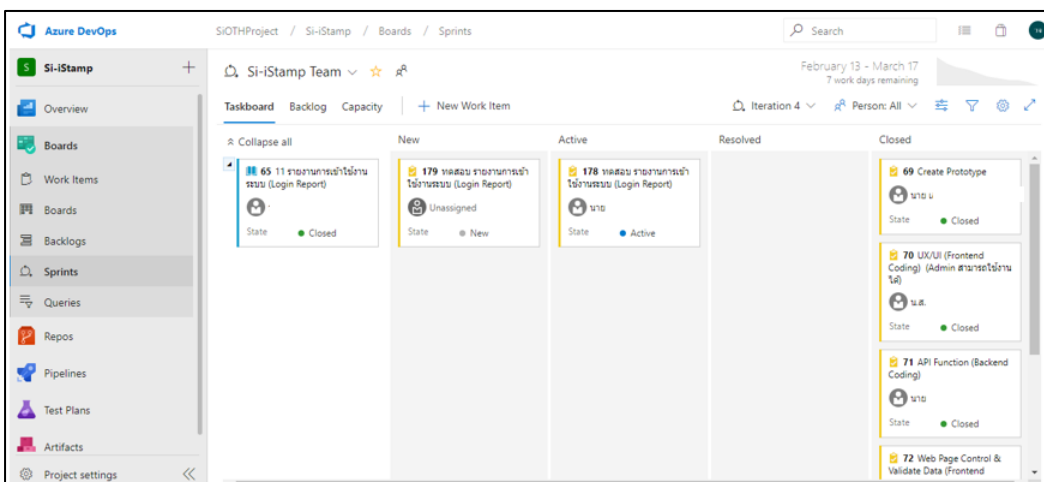 Azure DevOps
SiOTHProject / Si-iStamp / Boards / Sprints
Search
S Si-iStamp
Overview
Boards
Work Items
Boards
Backlogs
Sprints
Queries
Repos
Pipelines
Test Plans
Artifacts
Project settings
Si-iStamp Team
February 13 - March 17
7 work days remaining
Taskboard Backlog Capacity
New Work Item
Iteration 4
Person: All
Collapse all
New
Active
Resolved
Closed
65 11 รายงานการเข้าใช้งาน
ระบบ (Login Report)
State Closed
179 ทดสอบ รายงานการเข้า
ใช้งานระบบ (Login Report)
Unassigned
State New
178 ทดสอบ รายงานการเข้า
ใช้งานระบบ (Login Report)
นาย
State Active
69 Create Prototype
นาย
State Closed
70 UX/UI (Frontend
Coding) (Admin สามารถใช้งาน
ได้)
น.ส.
State Closed
71 API Function (Backend
Coding)
นาย
State Closed
72 Web Page Control &
Validate Data (Frontend